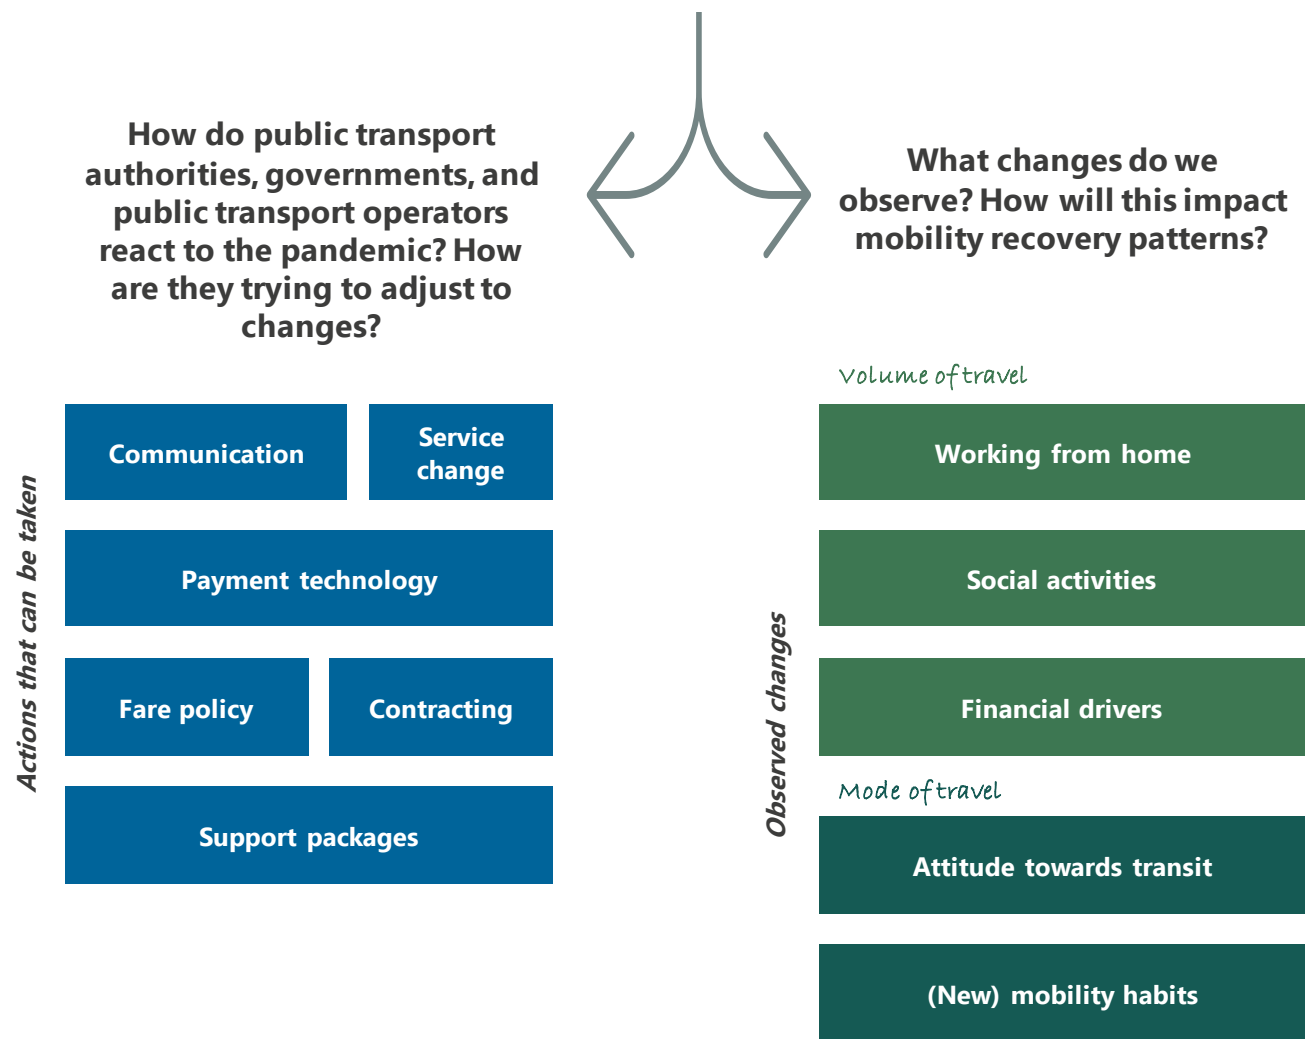 How do public transport
authorities, governments, and
public transport operators
react to the pandemic? How
are they trying to adjust to
changes?
Actions that can be taken
Communication
Service
change
Payment technology
Fare policy
Contracting
Support packages
What changes do we
observe? How will this impact
mobility recovery patterns?
Observed changes
Volume of travel
Working from home
Social activities
Financial drivers
Mode of travel
Attitude towards transit
(New) mobility habits